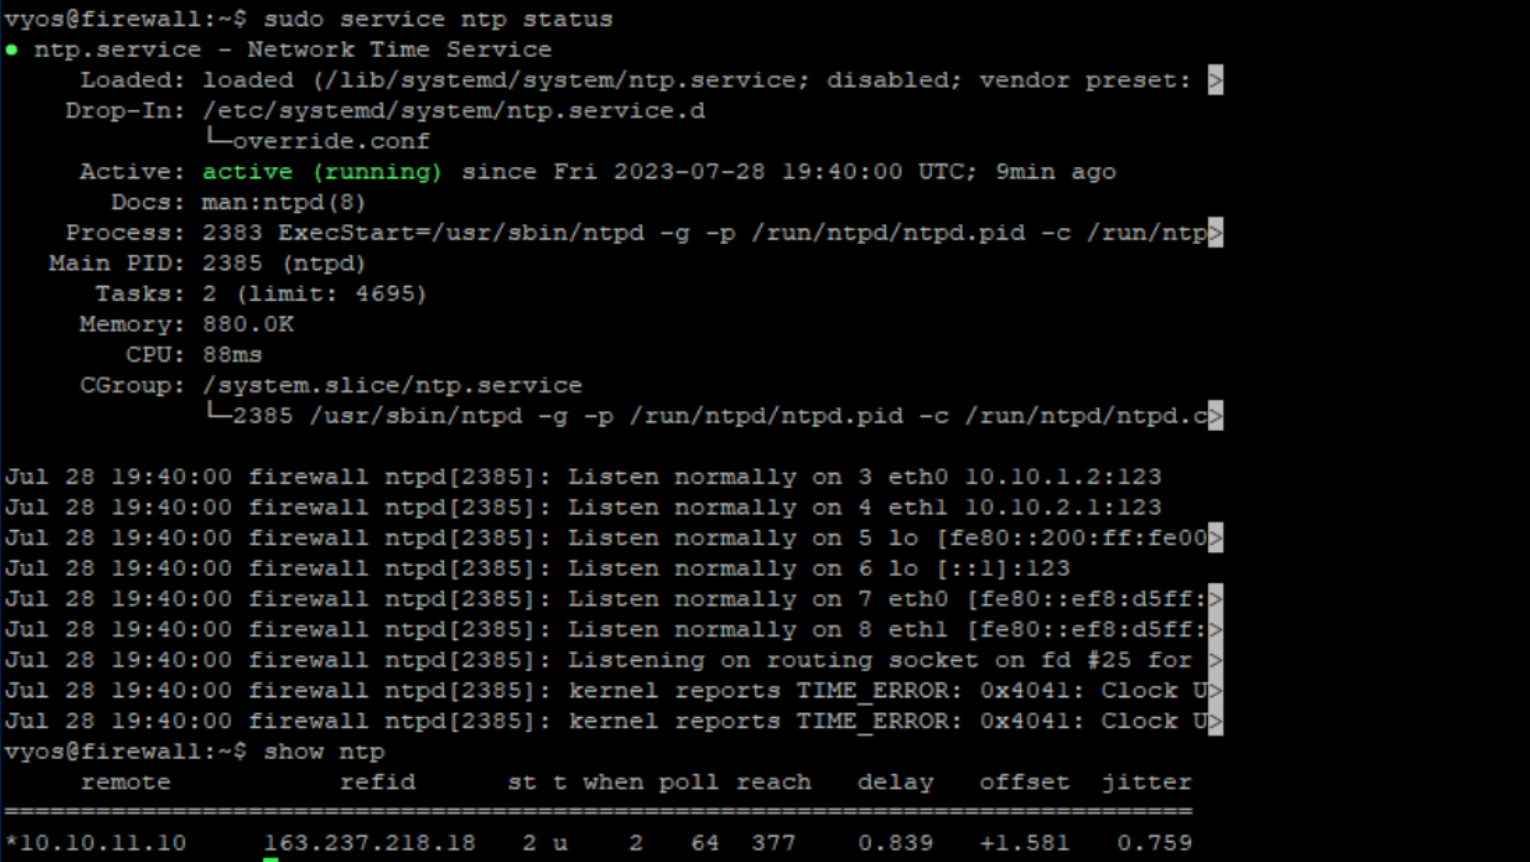 vyos@firewall:~$ sudo service ntp status
● ntp.service - Network Time Service
     Loaded: loaded (/lib/systemd/system/ntp.service; disabled; vendor preset: >
    Drop-In: /etc/systemd/system/ntp.service.d
             └─override.conf
     Active: active (running) since Fri 2023-07-28 19:40:00 UTC; 9min ago
       Docs: man:ntpd(8)
    Process: 2383 ExecStart=/usr/sbin/ntpd -g -p /run/ntpd/ntpd.pid -c /run/ntp>
   Main PID: 2385 (ntpd)
      Tasks: 2 (limit: 4695)
     Memory: 880.0K
        CPU: 88ms
     CGroup: /system.slice/ntp.service
             └─2385 /usr/sbin/ntpd -g -p /run/ntpd/ntpd.pid -c /run/ntpd/ntpd.c>

Jul 28 19:40:00 firewall ntpd[2385]: Listen normally on 3 eth0 10.10.1.2:123
Jul 28 19:40:00 firewall ntpd[2385]: Listen normally on 4 eth1 10.10.2.1:123
Jul 28 19:40:00 firewall ntpd[2385]: Listen normally on 5 lo [fe80::200:ff:fe00>
Jul 28 19:40:00 firewall ntpd[2385]: Listen normally on 6 lo [::1]:123
Jul 28 19:40:00 firewall ntpd[2385]: Listen normally on 7 eth0 [fe80::ef8:d5ff:>
Jul 28 19:40:00 firewall ntpd[2385]: Listen normally on 8 eth1 [fe80::ef8:d5ff:>
Jul 28 19:40:00 firewall ntpd[2385]: Listening on routing socket on fd #25 for >
Jul 28 19:40:00 firewall ntpd[2385]: kernel reports TIME_ERROR: 0x4041: Clock U>
Jul 28 19:40:00 firewall ntpd[2385]: kernel reports TIME_ERROR: 0x4041: Clock U>
vyos@firewall:~$ show ntp
     remote           refid      st t when poll reach   delay   offset  jitter
==============================================================================
*10.10.11.10     163.237.218.18   2 u    2   64  377    0.839   +1.581   0.759